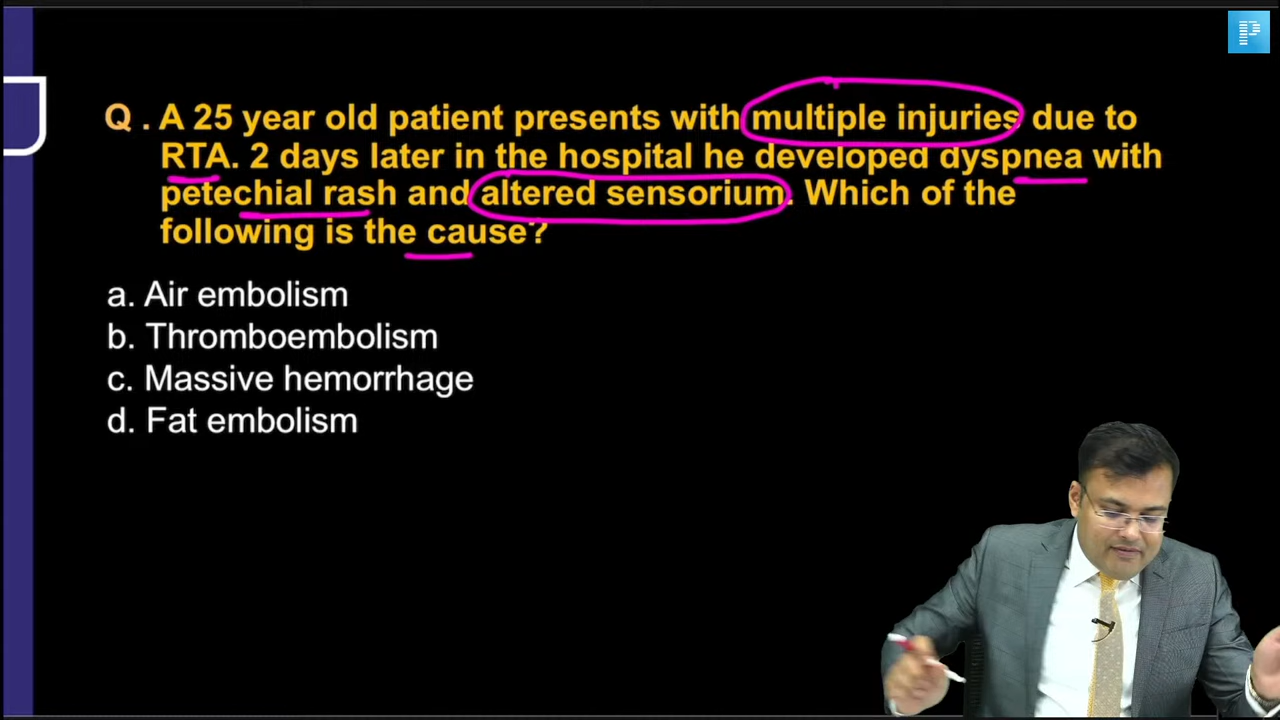 Q . A 25 year old patient presents with multiple injuries due to
RTA. 2 days later in the hospital he developed dyspnea with
petechial rash and altered sensorium. Which of the
following is the cause?
a. Air embolism
b. Thromboembolism
c. Massive hemorrhage
d. Fat embolism
P